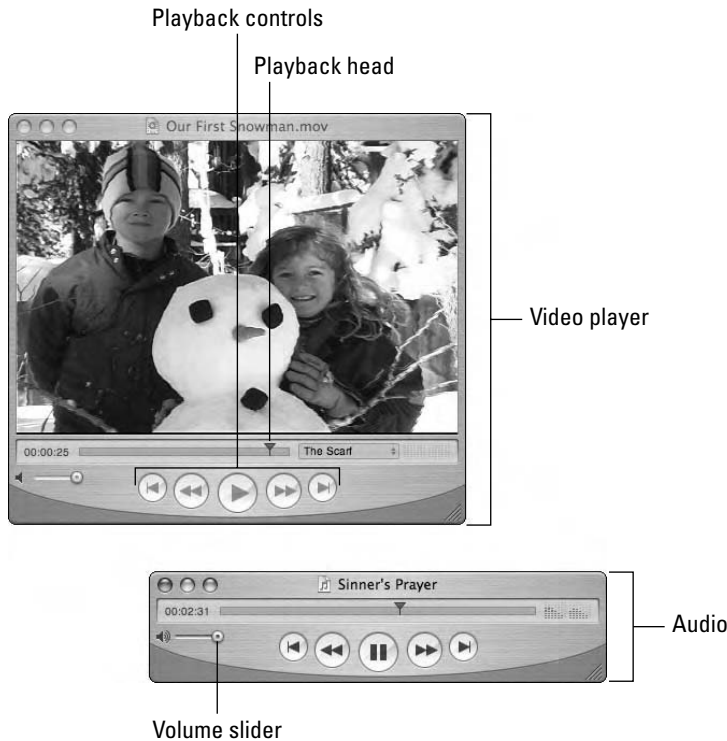 Playback controls
Playback head
Our First Snowman.mov
Video player
00:00:25
The Scarf
Sinner's Prayer
00:02:31
Audio
Volume slider